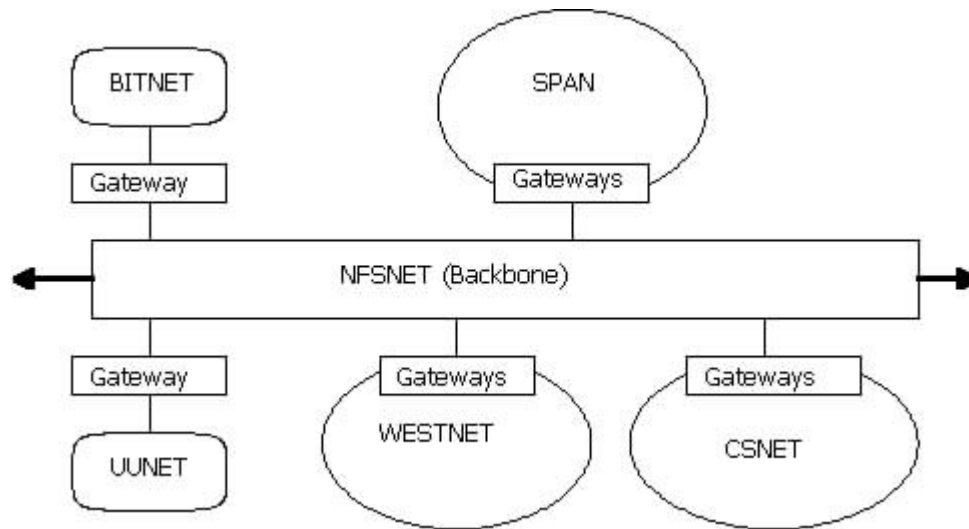 BITNET
SPAN
Gateway
Gateways
NFSNET (Backbone)
Gateway
Gateways
Gateways
UUNET
WESTNET
CSNET